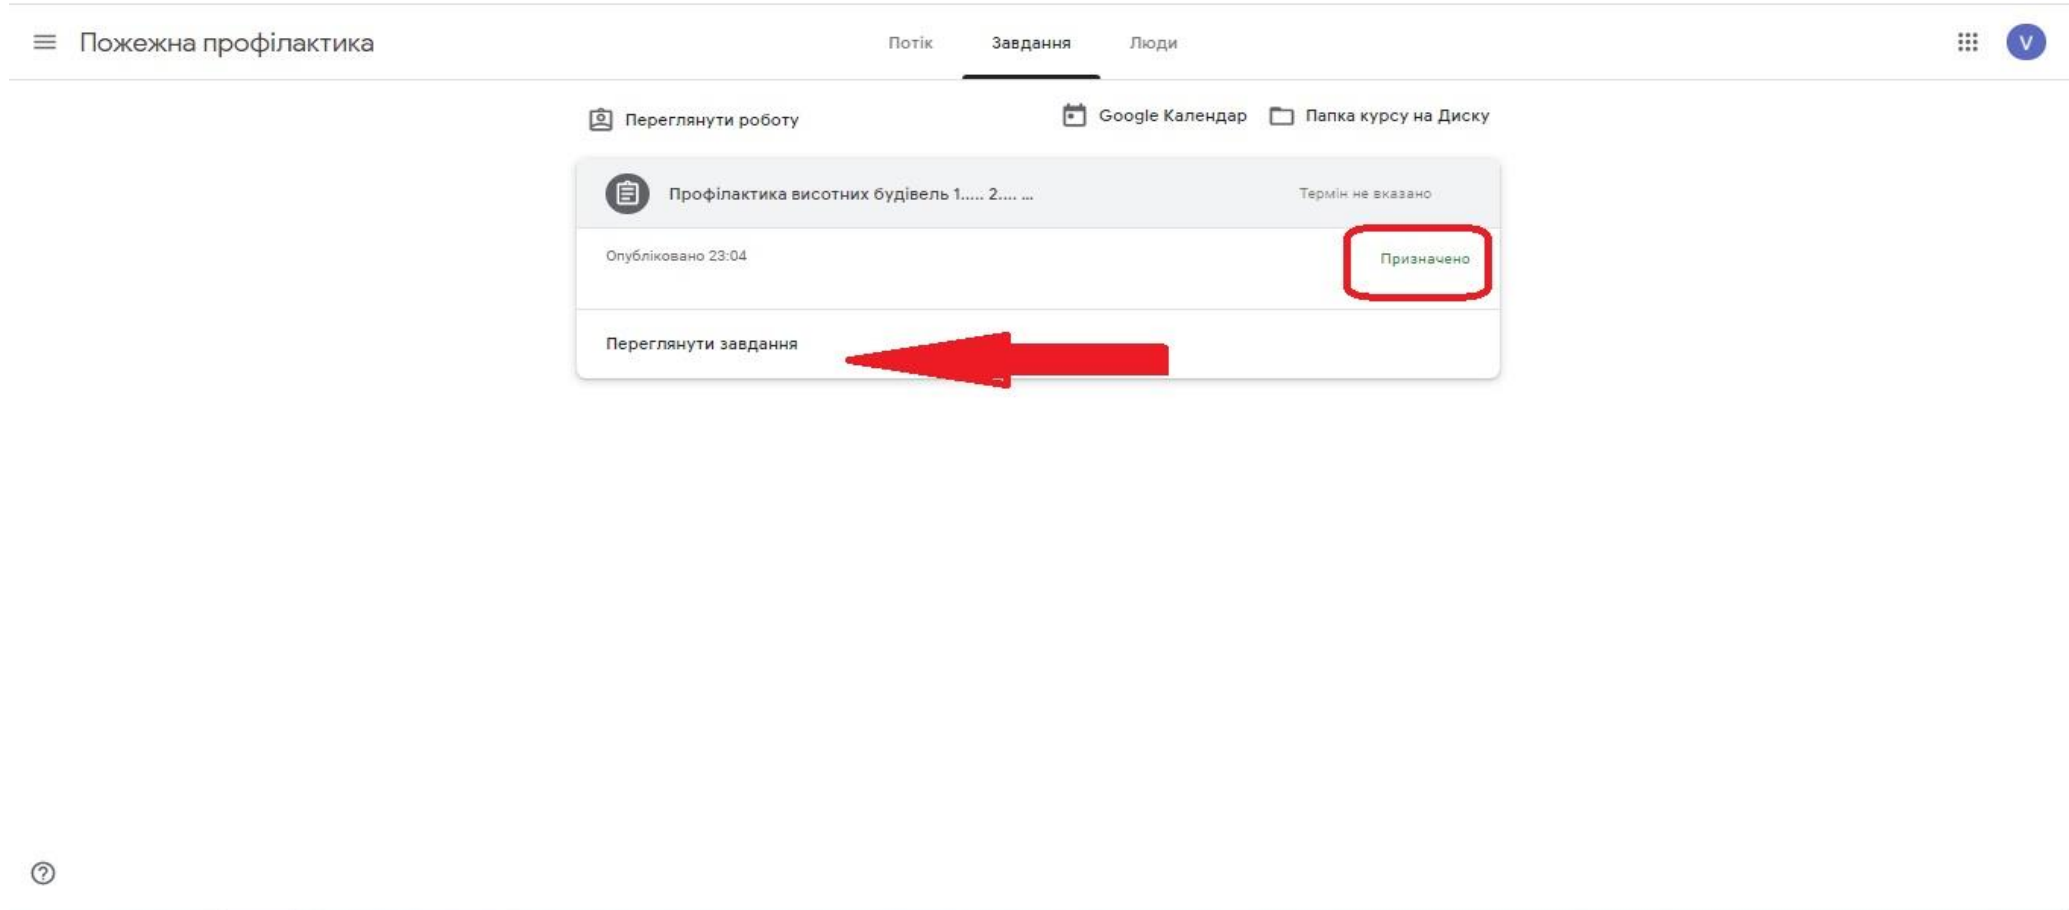 Пожежна профілактика
Потік Завдання Люди
V
Переглянути роботу
Google Календар
Папка курсу на Диску
Профілактика висотних будівель 1..... 2.... ...
Термін не вказано
Опубліковано 23:04
Призначено
Переглянути завдання